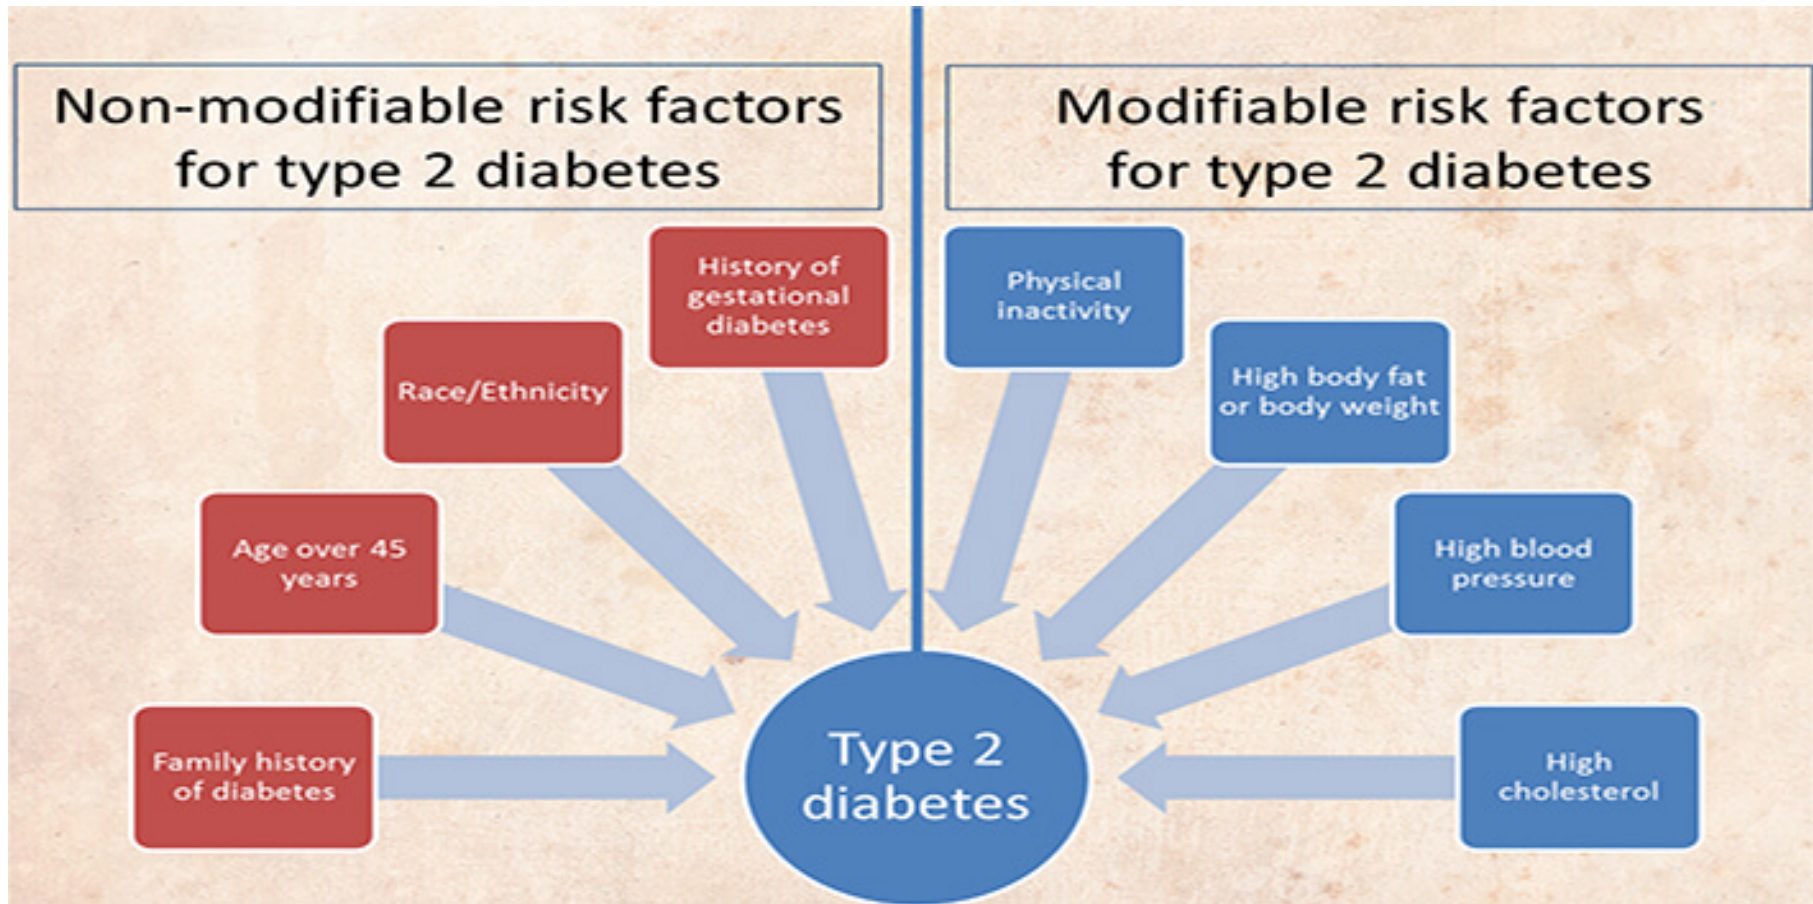 Non-modifiable risk factors
for type 2 diabetes
Modifiable risk factors
for type 2 diabetes
History of
gestational
diabetes
Physical
inactivity
Race/Ethnicity
High body fat
or body weight
Age over 45
years
High blood
pressure
Family history
of diabetes
Type 2
diabetes
High
cholesterol